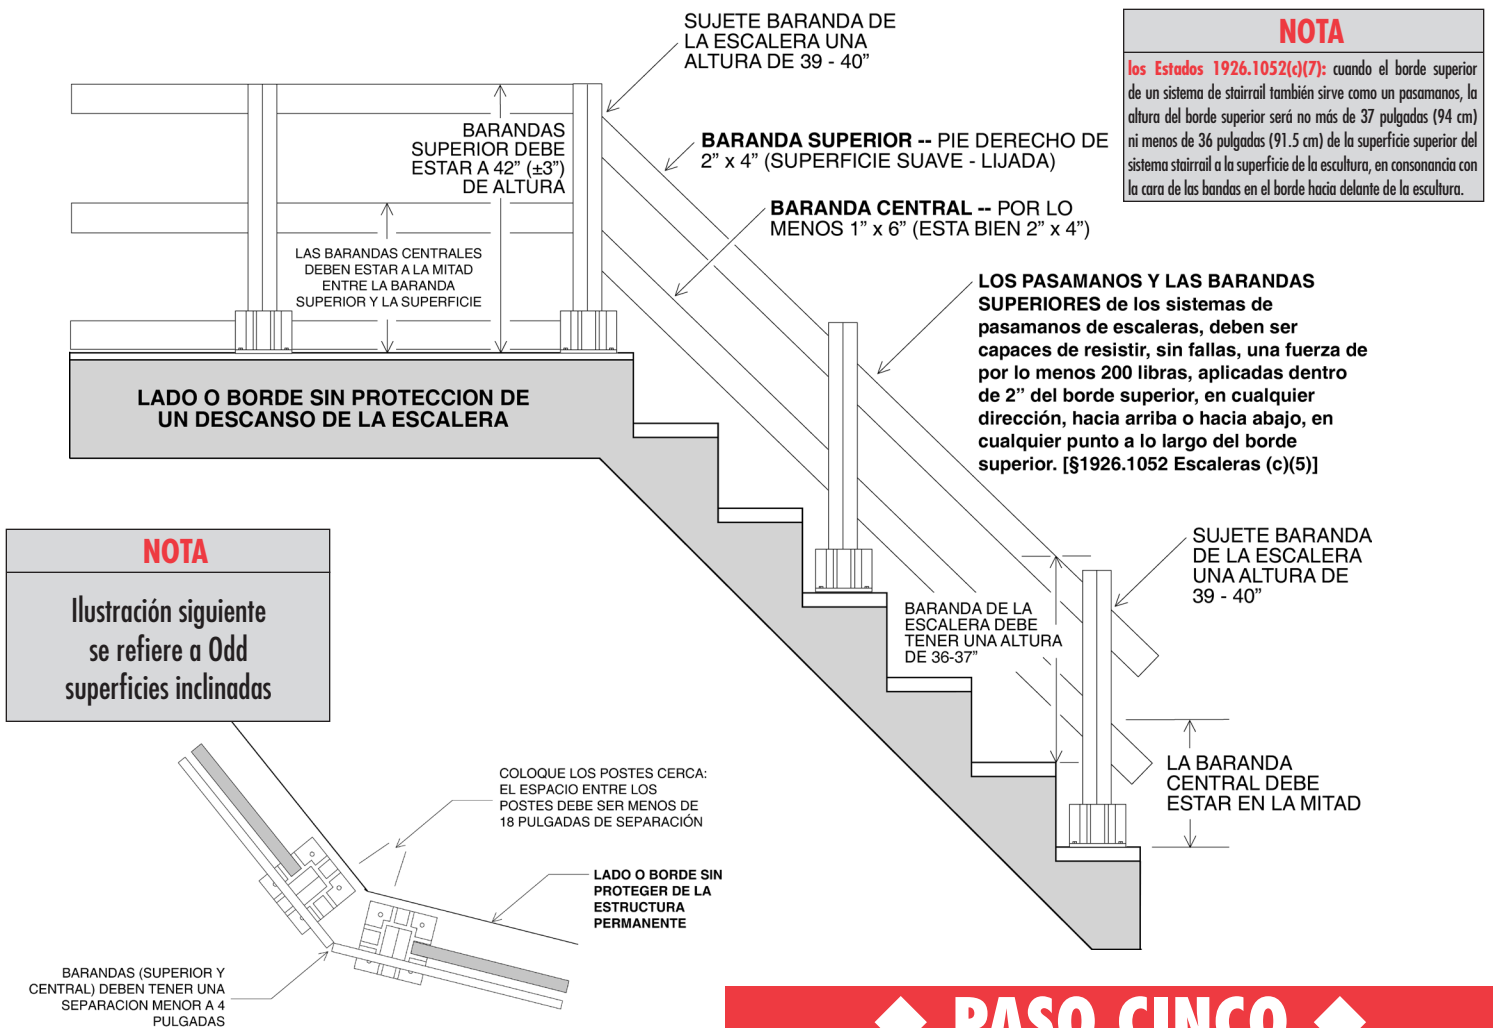 SUJETE BARANDA DE
LA ESCALERA UNA
ALTURA DE 39 - 40”
NOTA
los Estados 1926.1052(c)(7): cuando el borde superior
de un sistema de stairrail también sirve como un pasamanos, la
altura del borde superior será no más de 37 pulgadas (94 cm)
ni menos de 36 pulgadas (91.5 cm) de la superficie superior del
sistema stairrail a la superficie de la escultura, en consonancia con
la cara de las bandas en el borde hacia delante de la escultura.
BARANDAS
SUPERIOR DEBE
ESTAR A 42” (±3”)
DE ALTURA
BARANDA SUPERIOR -- PIE DERECHO DE
2” x 4” (SUPERFICIE SUAVE - LIJADA)
BARANDA CENTRAL -- POR LO
MENOS 1” x 6” (ESTA BIEN 2” x 4”)
LAS BARANDAS CENTRALES
DEBEN ESTAR A LA MITAD
ENTRE LA BARANDA
SUPERIOR Y LA SUPERFICIE
LOS PASAMANOS Y LAS BARANDAS
SUPERIORES de los sistemas de
pasamanos de escaleras, deben ser
capaces de resistir, sin fallas, una fuerza de
por lo menos 200 libras, aplicadas dentro
de 2” del borde superior, en cualquier
dirección, hacia arriba o hacia abajo, en
cualquier punto a lo largo del borde
superior. [§1926.1052 Escaleras (c)(5)]
LADO O BORDE SIN PROTECCION DE
UN DESCANSO DE LA ESCALERA
NOTA
Ilustración siguiente
se refiere a Odd
superficies inclinadas
SUJETE BARANDA
DE LA ESCALERA
UNA ALTURA DE
39 - 40”
BARANDA DE LA
ESCALERA DEBE
TENER UNA ALTURA
DE 36-37”
LA BARANDA
CENTRAL DEBE
ESTAR EN LA MITAD
COLOQUE LOS POSTES CERCA:
EL ESPACIO ENTRE LOS
POSTES DEBE SER MENOS DE
18 PULGADAS DE SEPARACIÓN
LADO O BORDE SIN
PROTEGER DE LA
ESTRUCTURA
PERMANENTE
BARANDAS (SUPERIOR Y
CENTRAL) DEBEN TENER UNA
SEPARACION MENOR A 4
PULGADAS
PASO CINCO